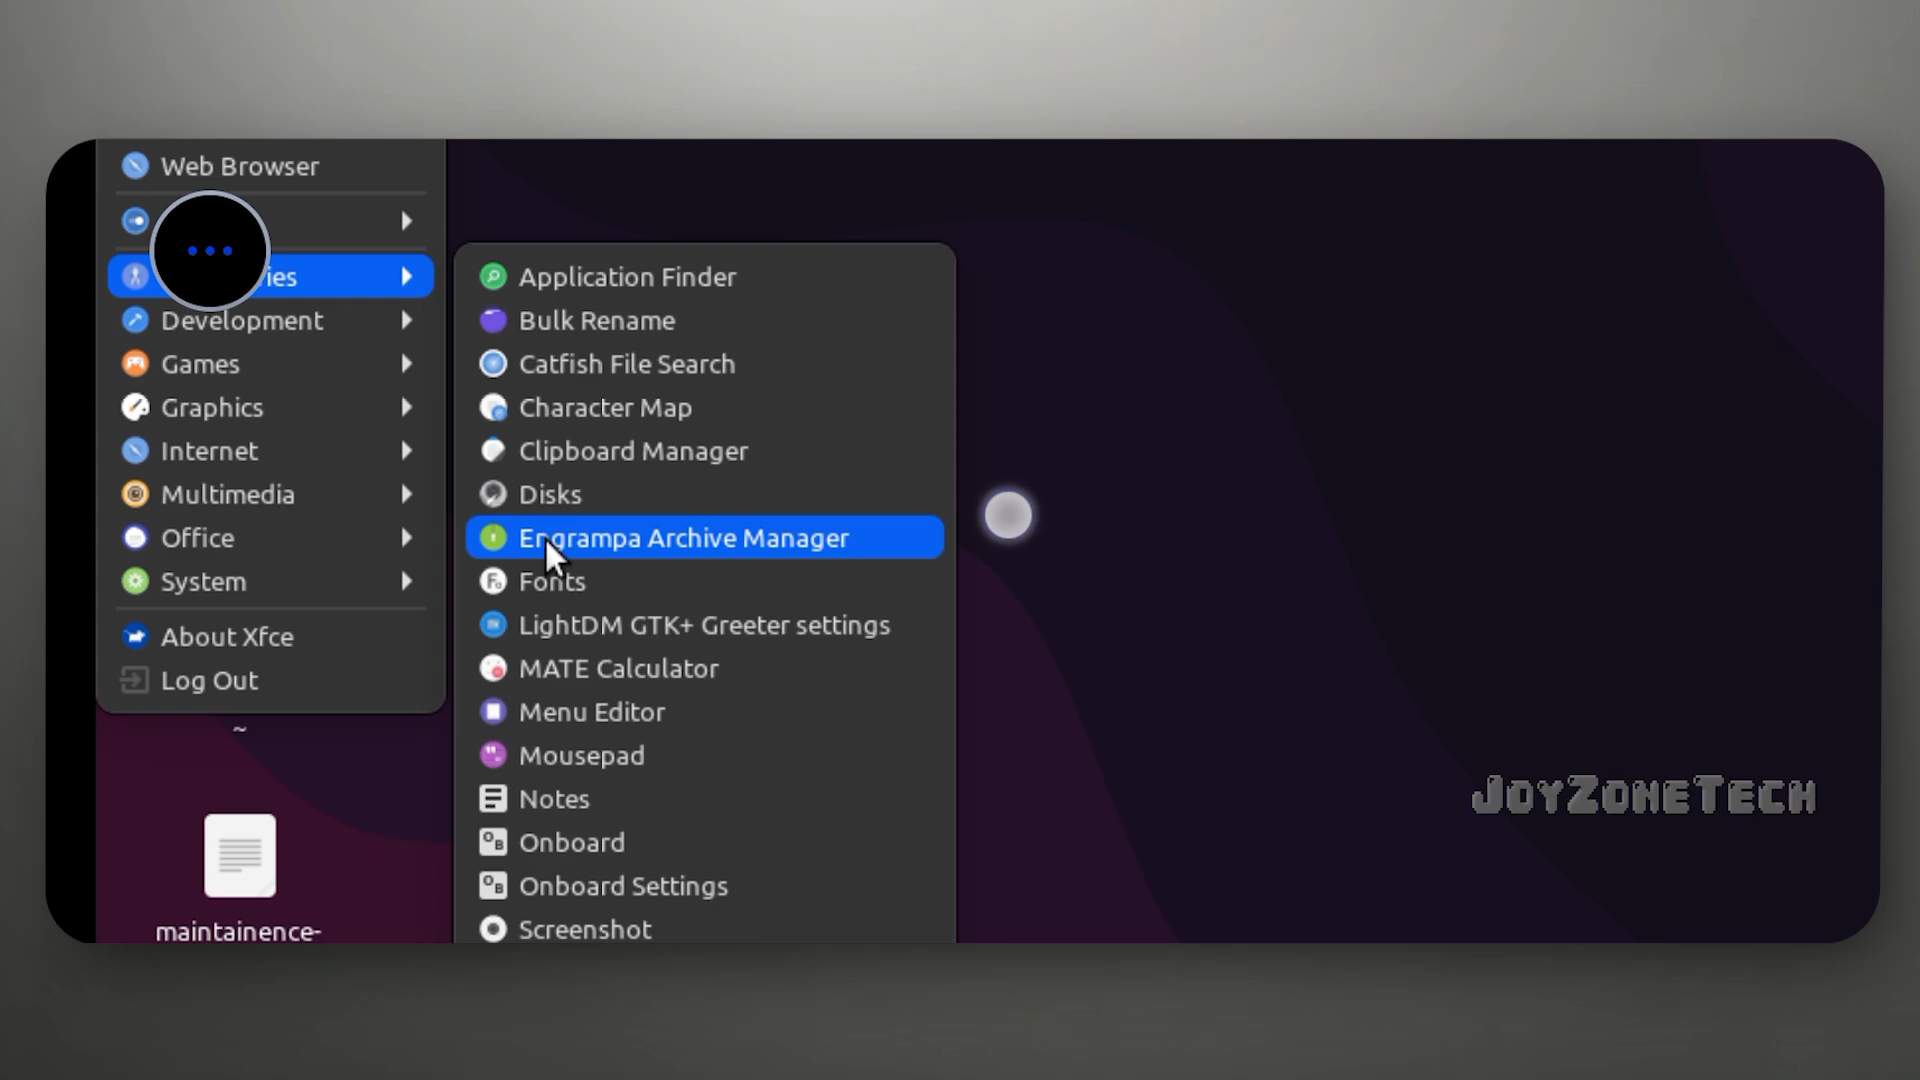 Web Browser
ies
Development
Games
Graphics
Internet
Multimedia
Office
System
About Xfce
Log Out
~
maintainence-
Application Finder
Bulk Rename
Catfish File Search
Character Map
Clipboard Manager
Disks
Engrampa Archive Manager
Fonts
LightDM GTK+ Greeter settings
MATE Calculator
Menu Editor
Mousepad
Notes
Onboard
Onboard Settings
Screenshot
JoyZoneTech